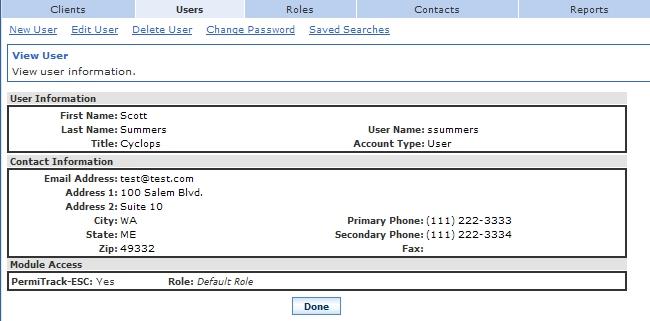 Clients Users Roles Contacts Reports
New User Edit User Delete User Change Password Saved Searches
View User
View user information.
User Information
First Name: Scott
Last Name: Summers User Name: ssummers
Title: Cyclops Account Type: User
Contact Information
Email Address: test@test.com
Address 1: 100 Salem Blvd.
Address 2: Suite 10
City: WA Primary Phone: (111) 222-3333
State: ME Secondary Phone: (111) 222-3334
Zip: 49332 Fax:
Module Access
PermiTrack-ESC: Yes Role: Default Role
Done